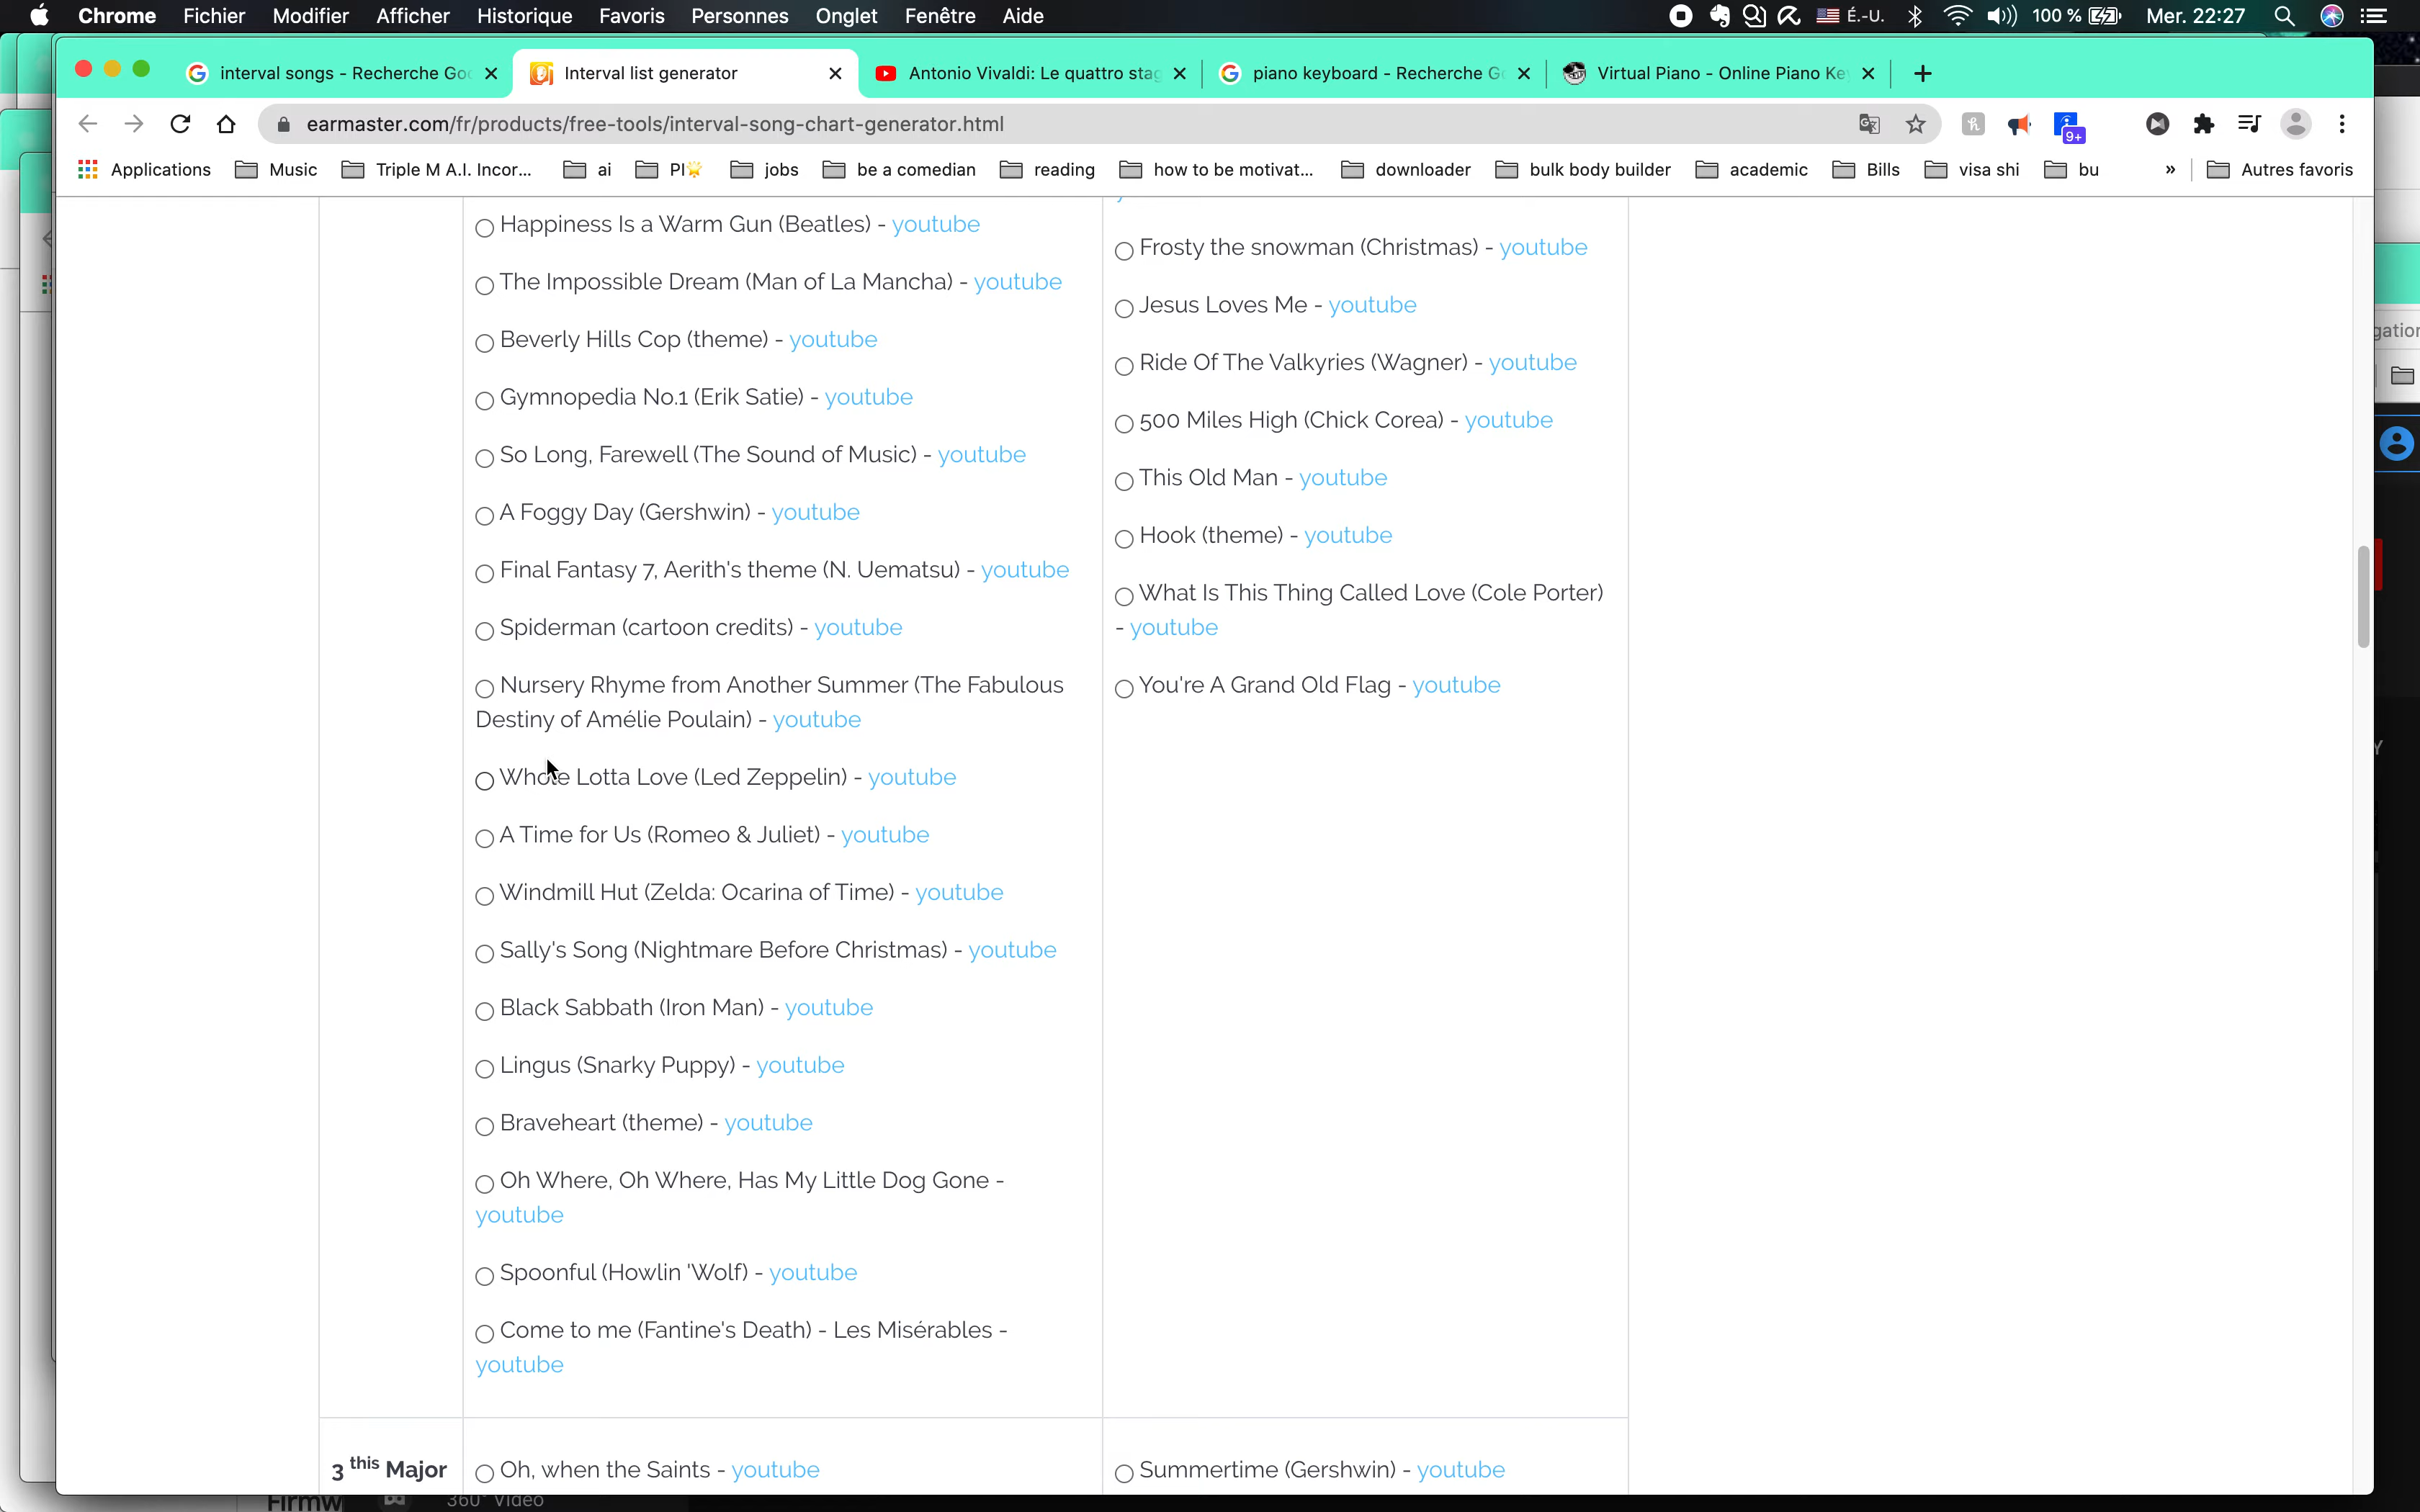 Chrome Fichier Modifier Afficher Historique Favoris Personnes Onglet Fenêtre Aide É.-U. 100 % Mer. 22:27
interval songs - Recherche Goo
Interval list generator
Antonio Vivaldi: Le quattro stag
piano keyboard - Recherche G
Virtual Piano - Online Piano Ke
earmaster.com/fr/products/free-tools/interval-song-chart-generator.html
9+
Applications Music Triple M A.I. Incor... ai PI jobs be a comedian reading how to be motivat... downloader bulk body builder academic Bills visa shi bu » Autres favoris
Happiness Is a Warm Gun (Beatles) - youtube
The Impossible Dream (Man of La Mancha) - youtube
Beverly Hills Cop (theme) - youtube
Gymnopedia No.1 (Erik Satie) - youtube
So Long, Farewell (The Sound of Music) - youtube
A Foggy Day (Gershwin) - youtube
Final Fantasy 7, Aerith's theme (N. Uematsu) - youtube
Spiderman (cartoon credits) - youtube
Nursery Rhyme from Another Summer (The Fabulous
Destiny of Amélie Poulain) - youtube
Whole Lotta Love (Led Zeppelin) - youtube
A Time for Us (Romeo & Juliet) - youtube
Windmill Hut (Zelda: Ocarina of Time) - youtube
Sally's Song (Nightmare Before Christmas) - youtube
Black Sabbath (Iron Man) - youtube
Lingus (Snarky Puppy) - youtube
Braveheart (theme) - youtube
Oh Where, Oh Where, Has My Little Dog Gone -
youtube
Spoonful (Howlin 'Wolf) - youtube
Come to me (Fantine's Death) - Les Misérables -
youtube
Frosty the snowman (Christmas) - youtube
Jesus Loves Me - youtube
Ride Of The Valkyries (Wagner) - youtube
500 Miles High (Chick Corea) - youtube
This Old Man - youtube
Hook (theme) - youtube
What Is This Thing Called Love (Cole Porter)
- youtube
You're A Grand Old Flag - youtube
3 this Major
Oh, when the Saints - youtube
Summertime (Gershwin) - youtube
gation
Firmw
360° Video